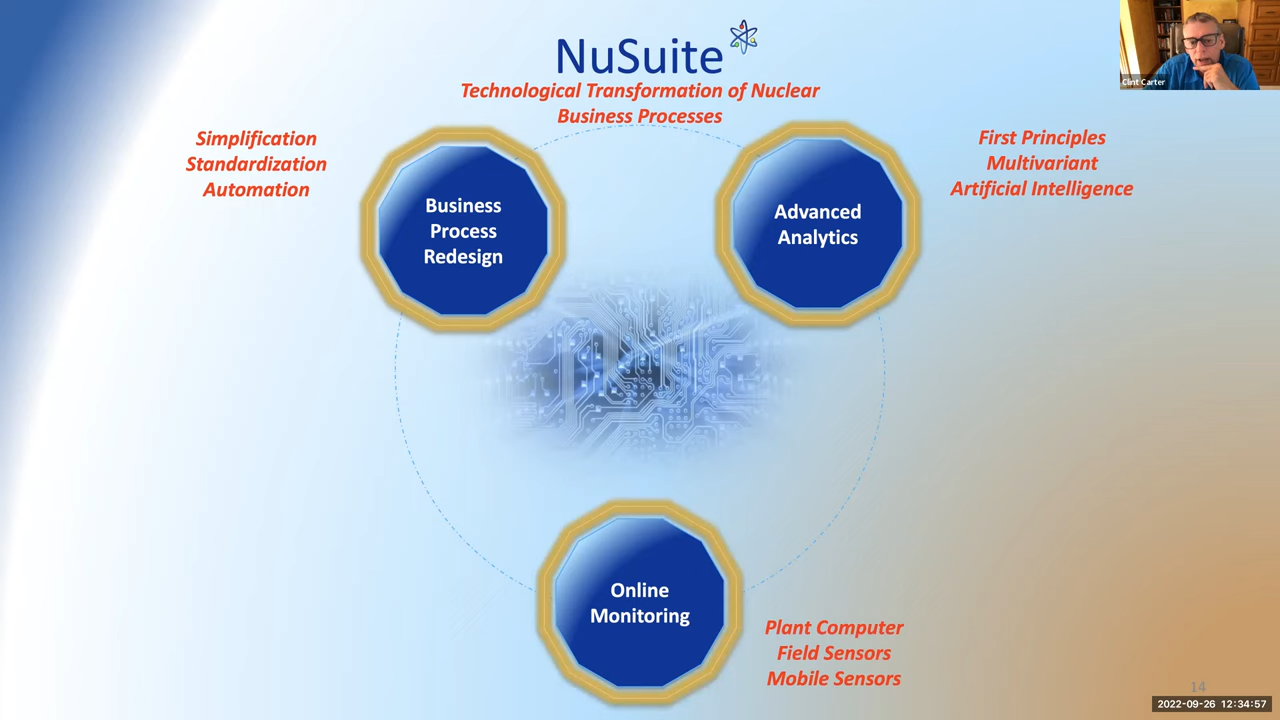 NuSuite
Technological Transformation of Nuclear
Business Processes
Clint Carter
Simplification
Standardization
Automation
Business
Process
Redesign
Advanced
Analytics
First Principles
Multivariant
Artificial Intelligence
Online
Monitoring
Plant Computer
Field Sensors
Mobile Sensors
14
2022-09-26 12:34:57